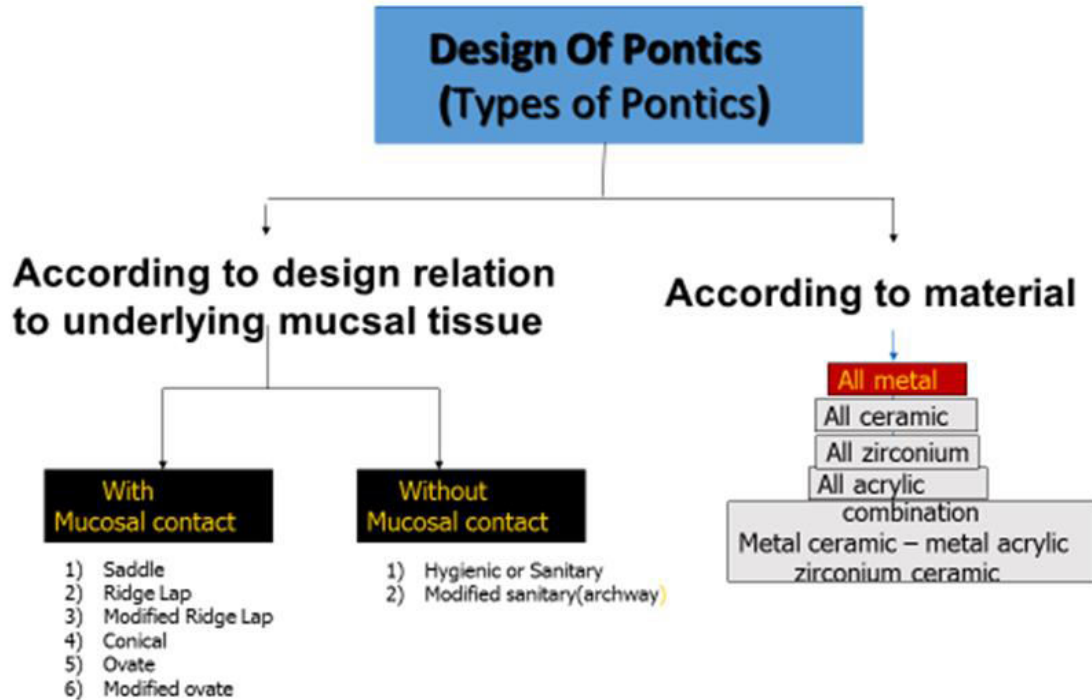 Design Of Pontics
(Types of Pontics)
According to design relation
to underlying mucsal tissue
With
Mucosal contact
1) Saddle
2) Ridge Lap
3) Modified Ridge Lap
4) Conical
5) Ovate
6) Modified ovate
Without
Mucosal contact
1) Hygienic or Sanitary
2) Modified sanitary(archway)
According to material
All metal
All ceramic
All zirconium
All acrylic
combination
Metal ceramic – metal acrylic
zirconium ceramic